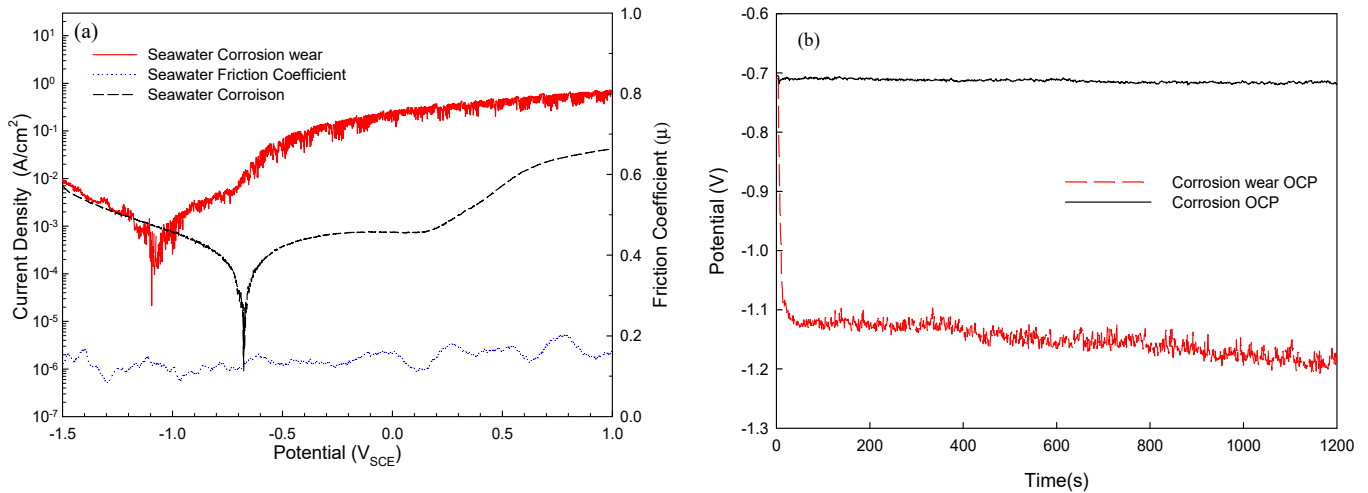 (a)
Seawater Corrosion wear
Seawater Friction Coefficient
Seawater Corroison
Current Density (A/cm²)
10¹
10⁰
10⁻¹
10⁻²
10⁻³
10⁻⁴
10⁻⁵
10⁻⁶
10⁻⁷
-1.5 -1.0 -0.5 0.0 0.5 1.0
Potential (V_SCE)
1.0
0.8
0.6
0.4
0.2
0.0
Friction Coefficient (μ)
(b)
Corrosion wear OCP
Corrosion OCP
Potential (V)
-0.6
-0.7
-0.8
-0.9
-1.0
-1.1
-1.2
-1.3
0 200 400 600 800 1000 1200
Time(s)